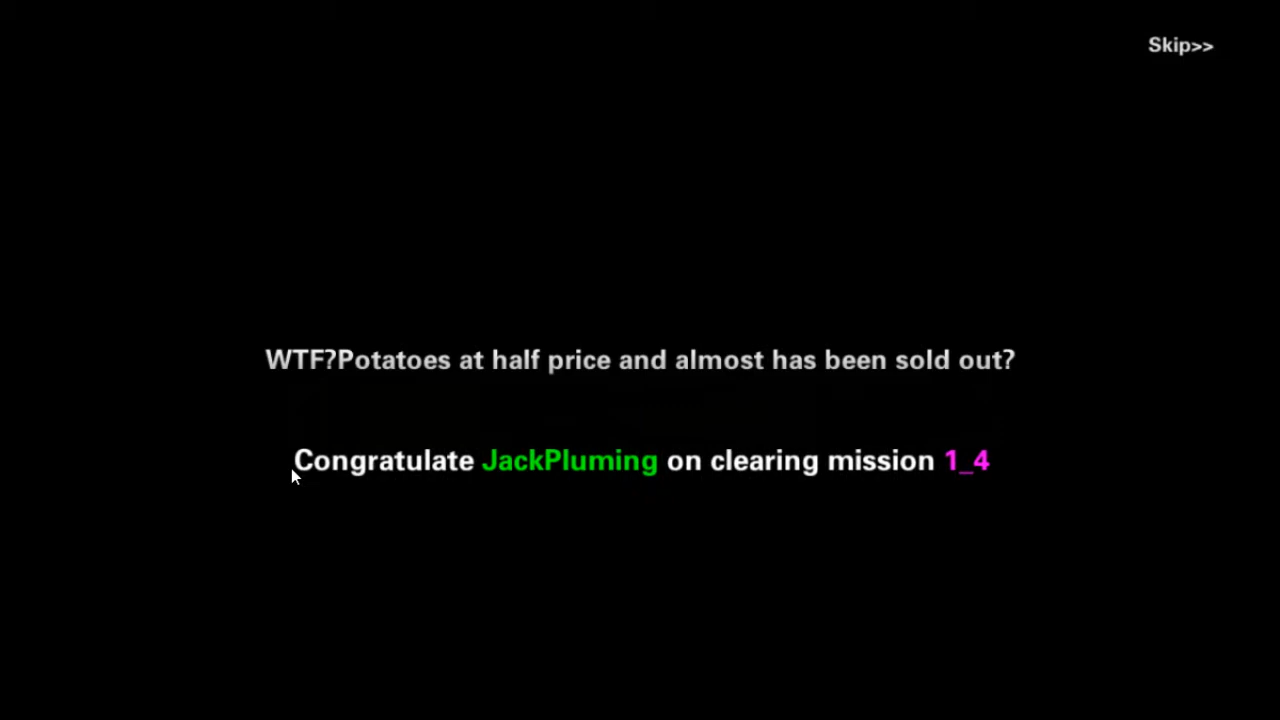 Skip>>
WTF?Potatoes at half price and almost has been sold out?
Congratulate JackPluming on clearing mission 1_4